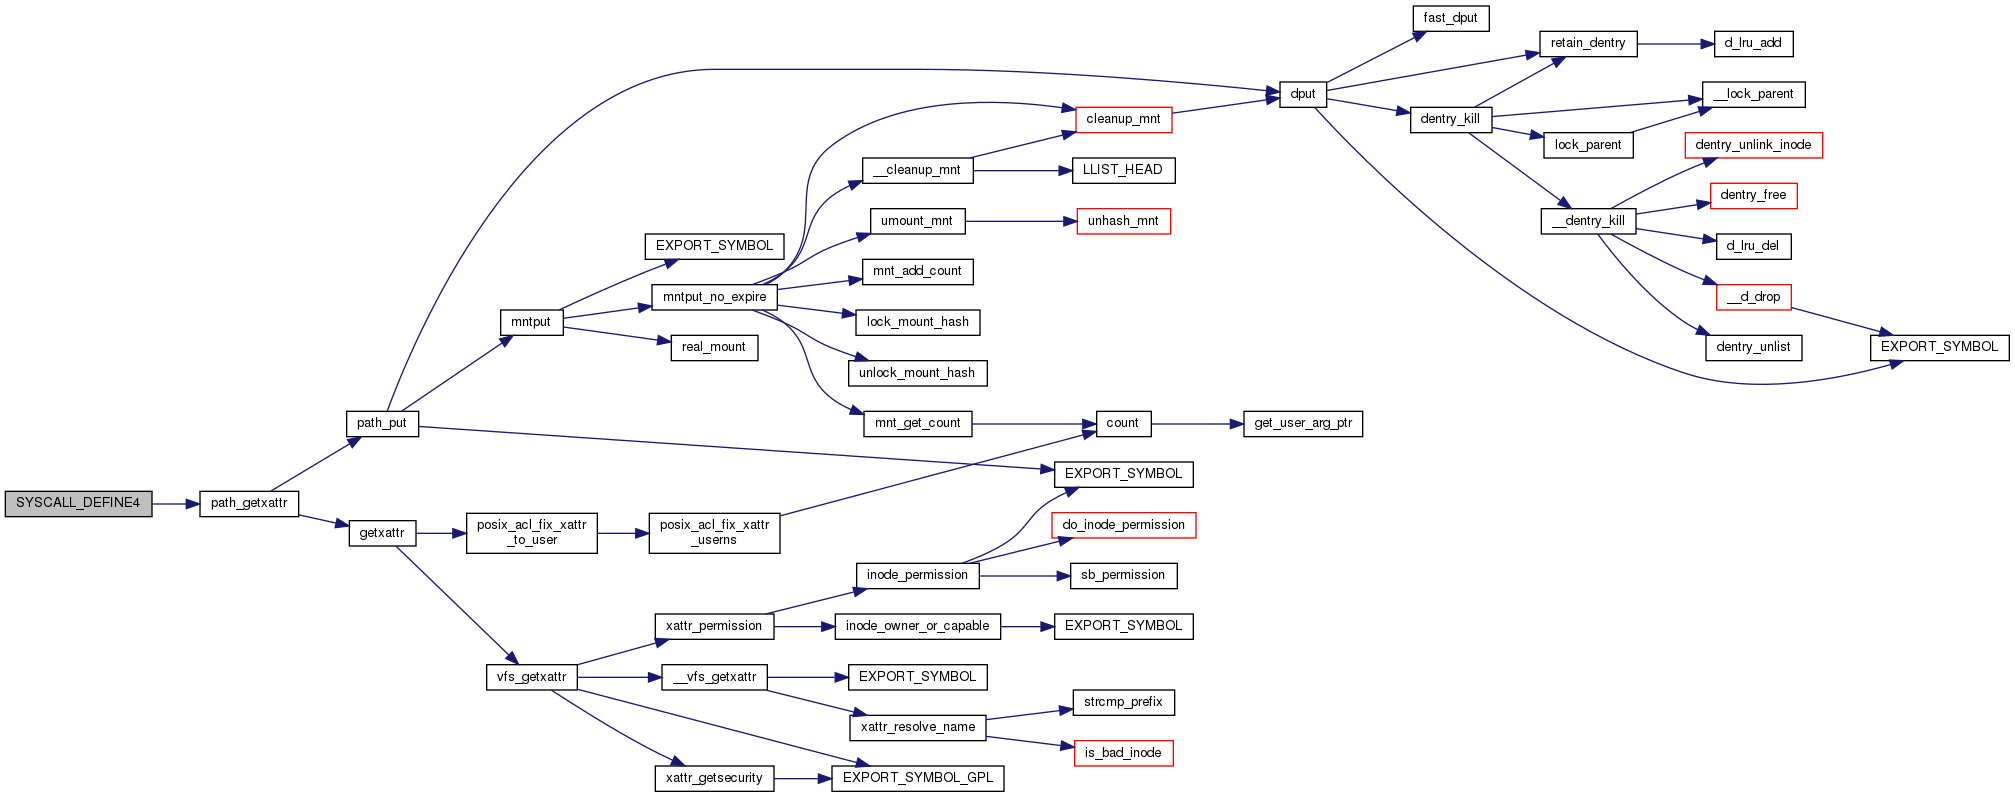 SYSCALL_DEFINE4
path_getxattr
path_put
getxattr
mntput
posix_acl_fix_xattr
_to_user
vfs_getxattr
EXPORT_SYMBOL
mntput_no_expire
real_mount
posix_acl_fix_xattr
_userns
xattr_permission
__vfs_getxattr
xattr_getsecurity
__cleanup_mnt
umount_mnt
mnt_add_count
lock_mount_hash
unlock_mount_hash
mnt_get_count
inode_permission
inode_owner_or_capable
EXPORT_SYMBOL
xattr_resolve_name
EXPORT_SYMBOL_GPL
cleanup_mnt
LLIST_HEAD
unhash_mnt
count
EXPORT_SYMBOL
do_inode_permission
sb_permission
EXPORT_SYMBOL
strcmp_prefix
is_bad_inode
dput
get_user_arg_ptr
fast_dput
dentry_kill
retain_dentry
lock_parent
__dentry_kill
d_lru_add
__lock_parent
dentry_unlink_inode
dentry_free
d_lru_del
__d_drop
dentry_unlist
EXPORT_SYMBOL